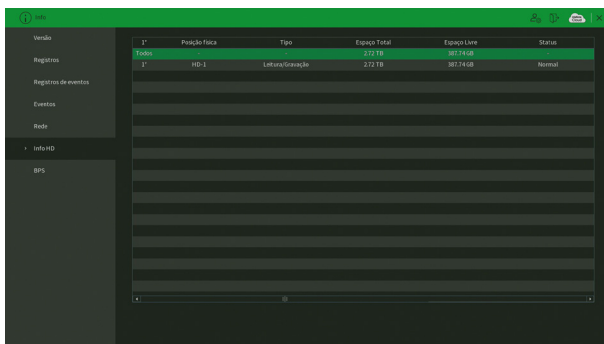 Info
Versão
Registros
Registros de eventos
Eventos
Rede
Info HD
BPS
1* Posição física Tipo Espaço Total Espaço Livre Status
Todos - - 2.72 TB 387.74 GB -
1* HD-1 Leitura/Gravação 2.72 TB 387.74 GB Normal